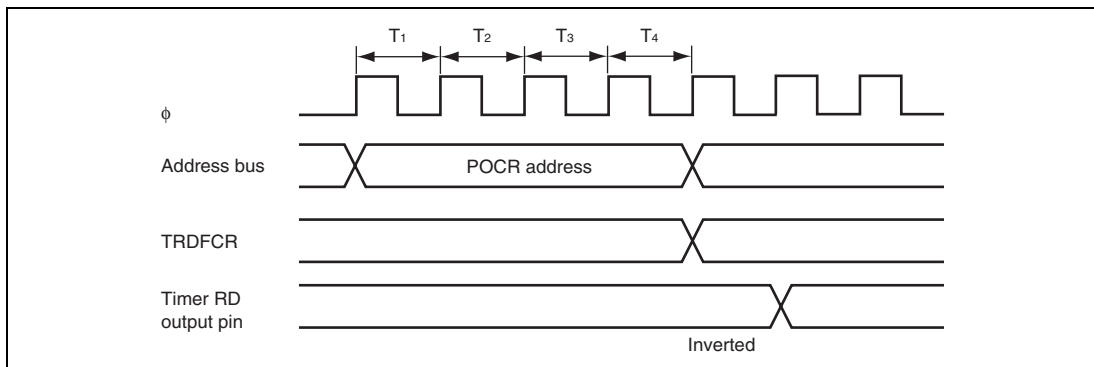 T1 T2 T3 T4
ϕ
Address bus
POCR address
TRDFCR
Timer RD
output pin
Inverted